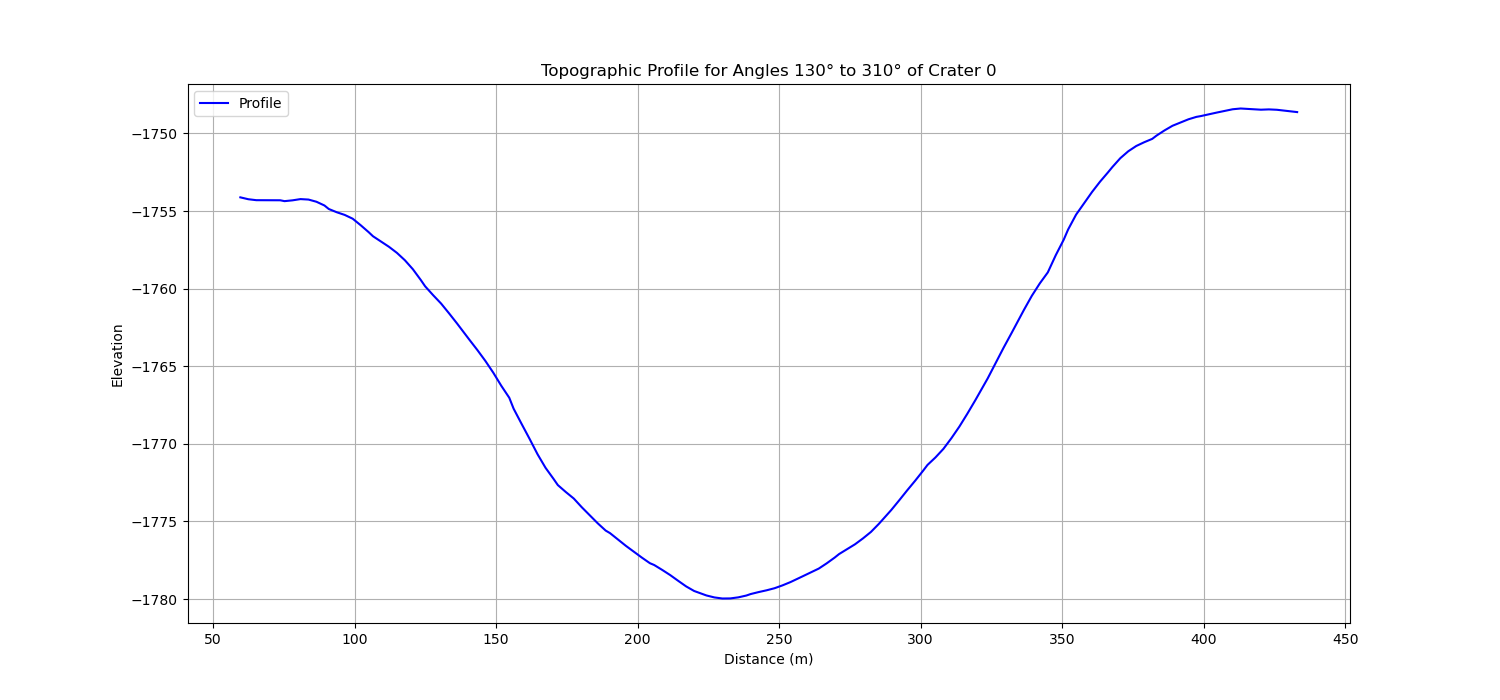 Topographic Profile for Angles 130° to 310° of Crater 0
Profile
−1750
−1755
−1760
−1765
−1770
−1775
−1780
Elevation
50 100 150 200 250 300 350 400 450
Distance (m)